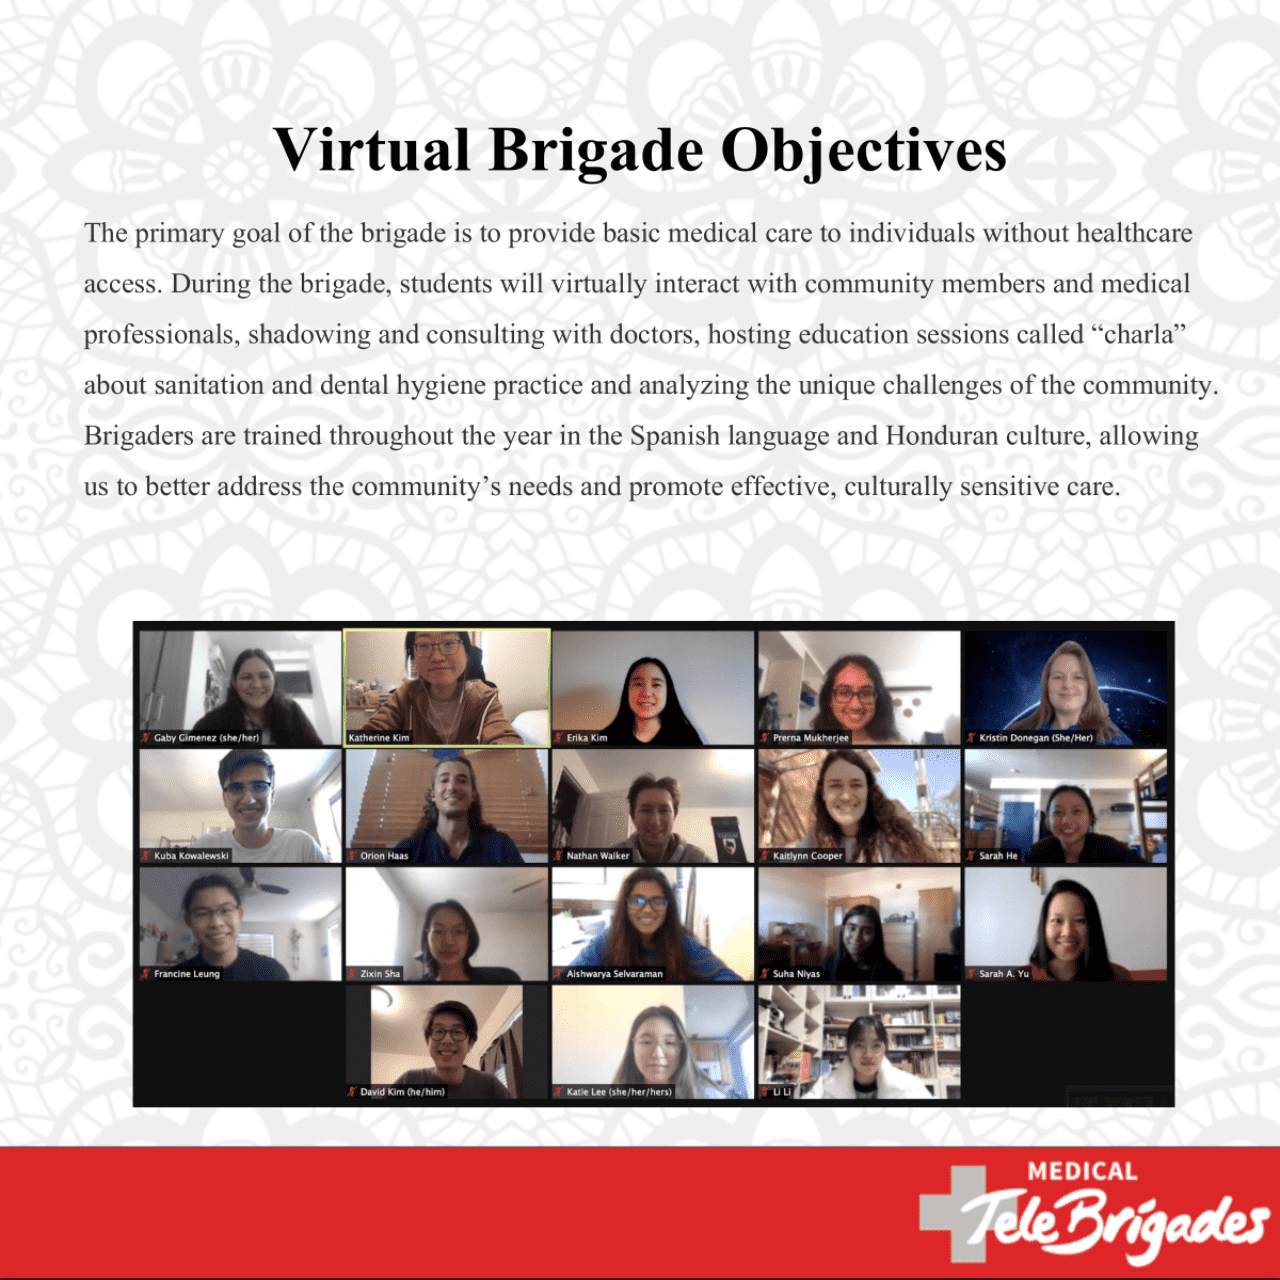 Virtual Brigade Objectives
The primary goal of the brigade is to provide basic medical care to individuals without healthcare
access. During the brigade, students will virtually interact with community members and medical
professionals, shadowing and consulting with doctors, hosting education sessions called “charla”
about sanitation and dental hygiene practice and analyzing the unique challenges of the community.
Brigaders are trained throughout the year in the Spanish language and Honduran culture, allowing
us to better address the community’s needs and promote effective, culturally sensitive care.
Gaby Gimenez (she/her)
Katherine Kim
Erika Kim
Prerna Mukherjee
Kristin Donegan (She/Her)
Kuba Kowalewski
Orion Haas
Nathan Walker
Kaitlynn Cooper
Sarah He
Francine Leung
Zixin Sha
Aishwarya Selvaraman
Suha Niyas
Sarah A. Yu
David Kim (he/him)
Katie Lee (she/her/hers)
Li Li
MEDICAL
TeleBrigades